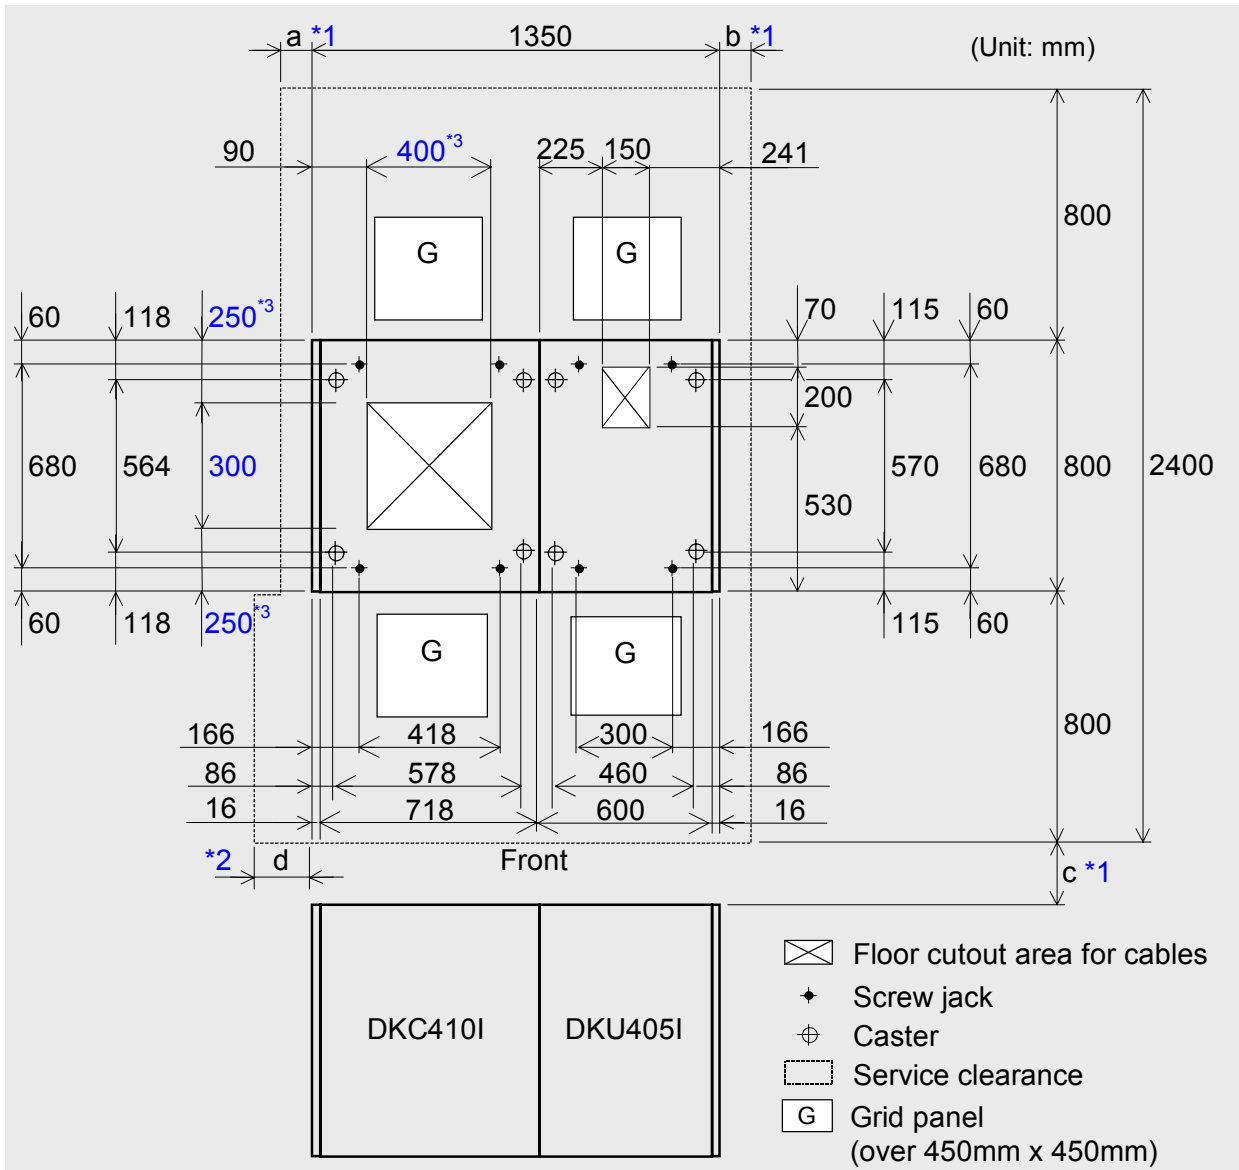 a *1 1350 b *1
(Unit: mm)
90 400*3 225 150 241
800
G G
60 118 250*3 70 115 60
200
680 564 300 570 680 800 2400
530
60 118 250*3 115 60
G G
166 418 300 166
800
86 578 460 86
16 718 600 16
*2 d Front c *1
Floor cutout area for cables
Screw jack
DKC410I DKU405I
Caster
Service clearance
G Grid panel
(over 450mm x 450mm)